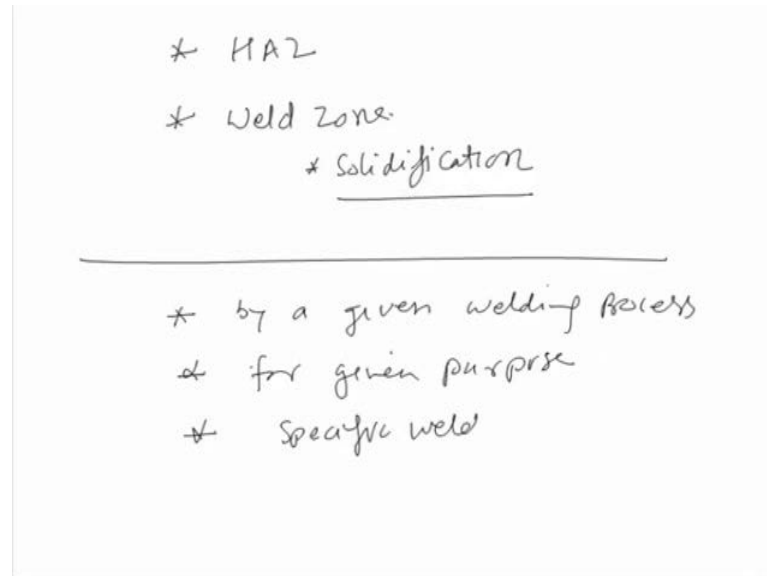 * HAZ
* Weld Zone.
* Solidification
* by a given welding Process
* for given purpose
* Specific weld